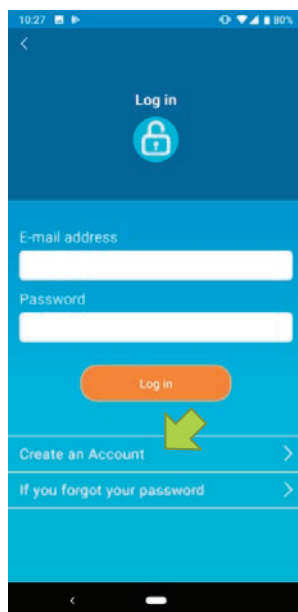 10:27 80%
Log in
E-mail address
Password
Log in
Create an Account
If you forgot your password